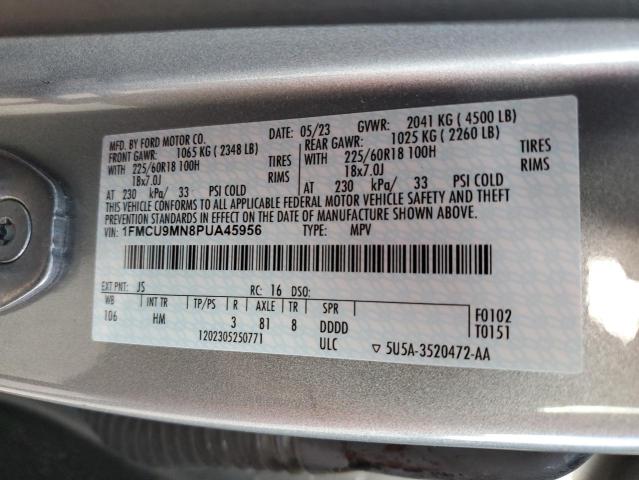 MFD. BY FORD MOTOR CO. DATE: 05/23 GVWR: 2041 KG ( 4500 LB)
FRONT GAWR: 1065 KG ( 2348 LB) REAR GAWR: 1025 KG ( 2260 LB)
WITH 225/60R18 100H TIRES WITH 225/60R18 100H TIRES
18x7.0J RIMS 18x7.0J RIMS
AT 230 kPa/ 33 PSI COLD AT 230 kPa/ 33 PSI COLD
THIS VEHICLE CONFORMS TO ALL APPLICABLE FEDERAL MOTOR VEHICLE SAFETY AND THEFT
PREVENTION STANDARDS IN EFFECT ON THE DATE OF MANUFACTURE SHOWN ABOVE.
VIN: 1FMCU9MN8PUA45956 TYPE: MPV
EXT PNT: JS RC: 16 DSO:
WB INT TR TP/PS R AXLE TR SPR F0102
106 HM 3 81 8 DDDD T0151
1202305250771 ULC ▽ 5U5A-3520472-AA